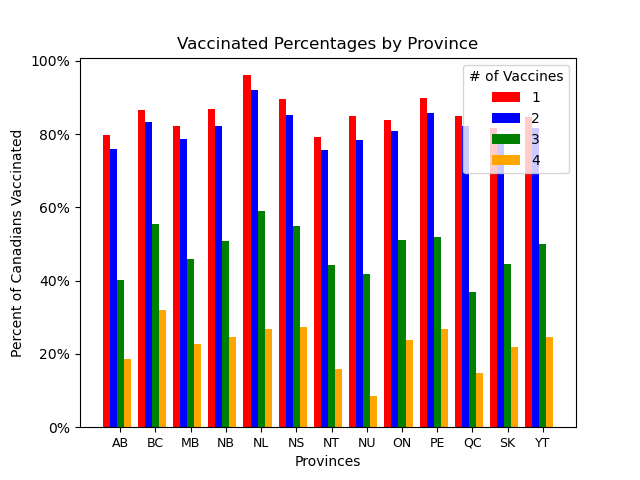 Vaccinated Percentages by Province
100%
80%
60%
40%
20%
0%
Percent of Canadians Vaccinated
# of Vaccines
1
2
3
4
AB BC MB NB NL NS NT NU ON PE QC SK YT
Provinces